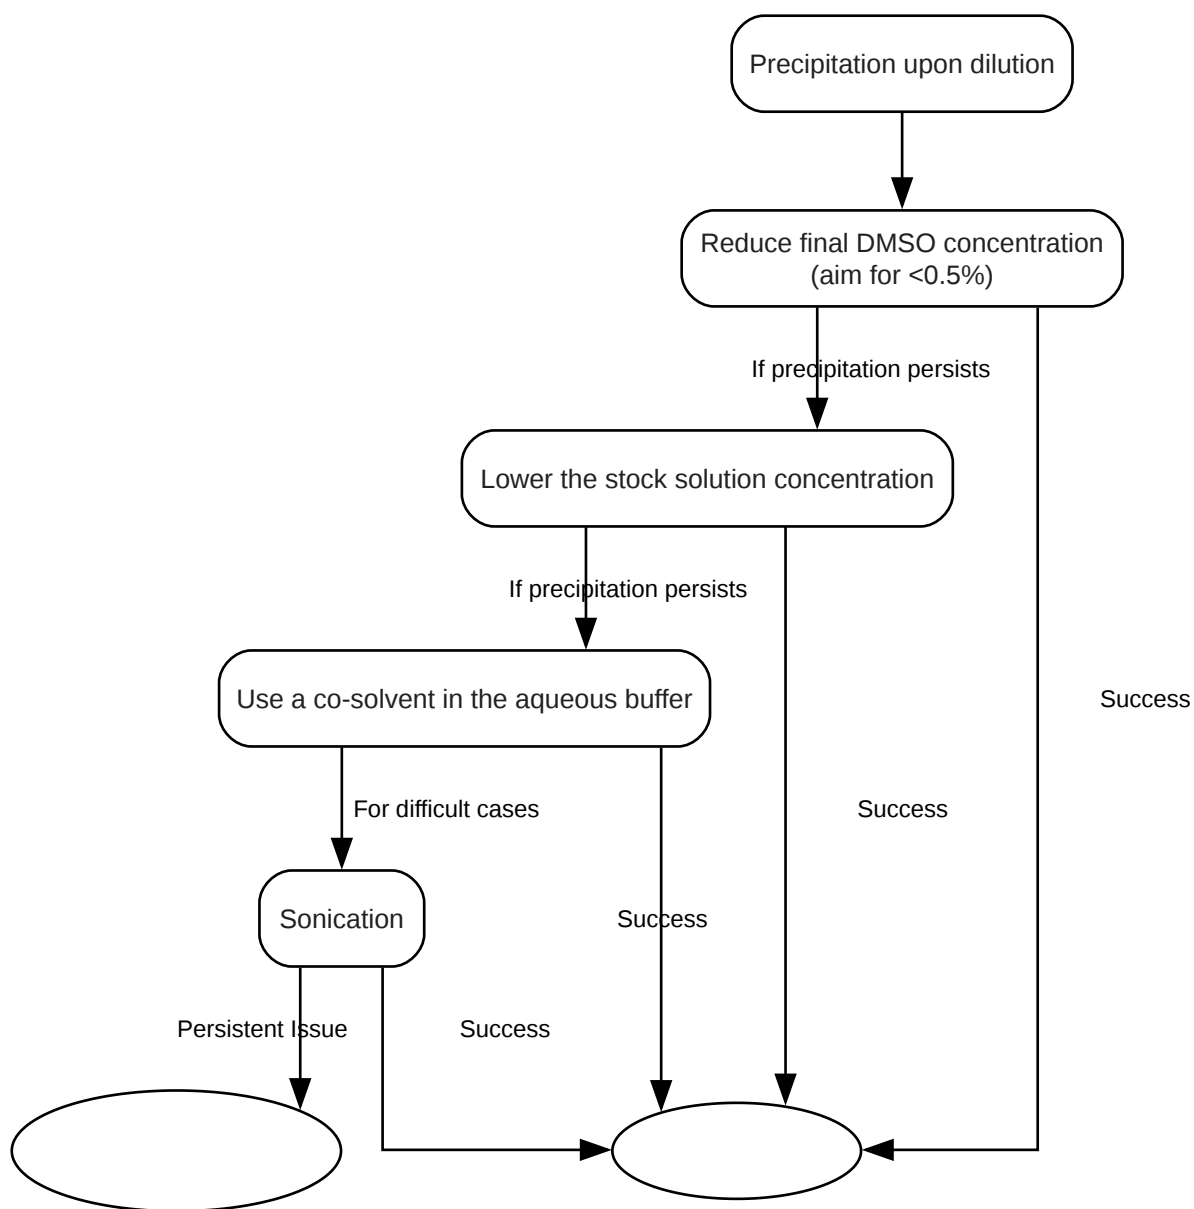 Precipitation upon dilution
Reduce final DMSO concentration
(aim for <0.5%)
If precipitation persists
Lower the stock solution concentration
If precipitation persists
Use a co-solvent in the aqueous buffer
Success
For difficult cases
Success
Sonication
Success
Persistent Issue
Success